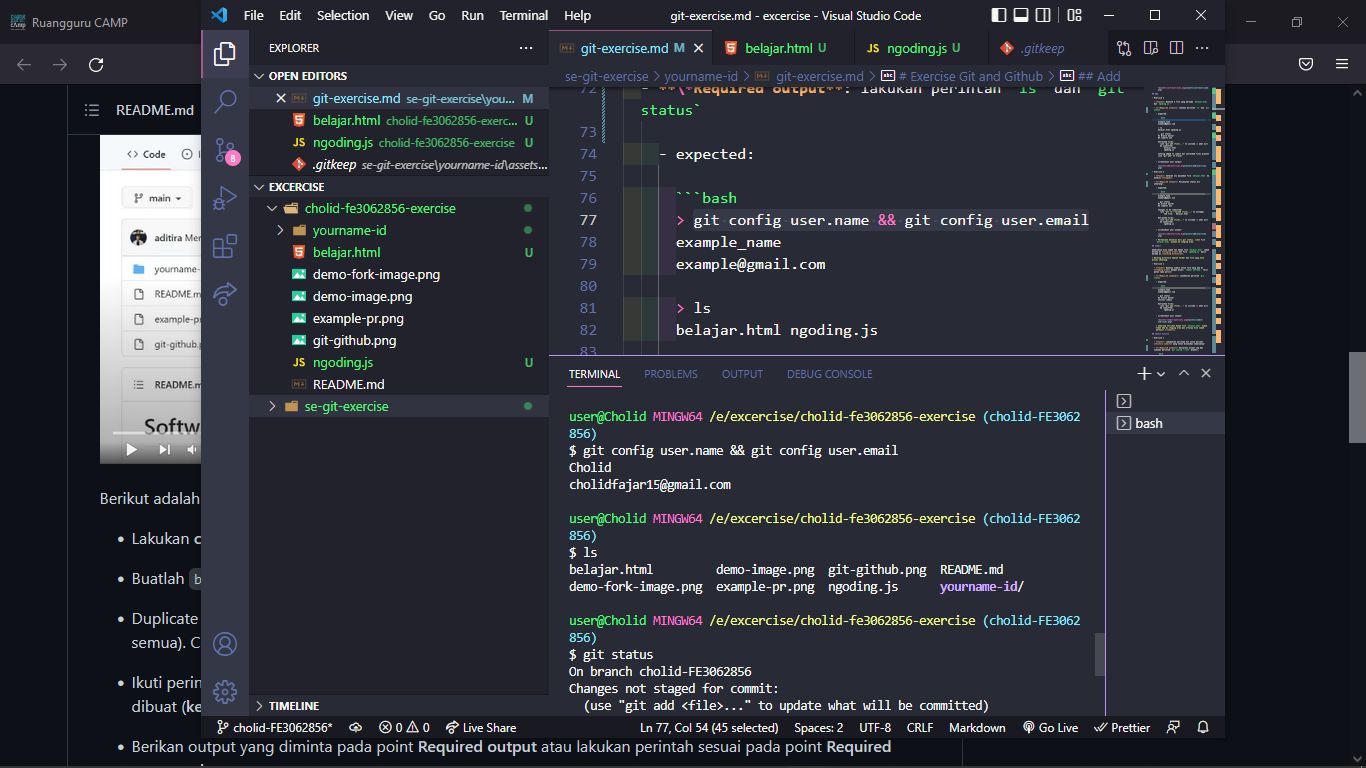 Ruangguru CAMP
File Edit Selection View Go Run Terminal Help
git-exercise.md - excercise - Visual Studio Code
README.md
Code
main
aditira Mer
yourname-
README.m
example-pr
git-github.p
README.m
Softw
Berikut adalah
Lakukan c
Buatlah b
Duplicate
semua). C
Ikuti perin
dibuat (ke
Berikan output yang diminta pada point Required output atau lakukan perintah sesuai pada point Required
8
EXPLORER
OPEN EDITORS
git-exercise.md se-git-exercise\you... M
belajar.html cholid-fe3062856-exerc... U
ngoding.js cholid-fe3062856-exercise U
.gitkeep se-git-exercise\yourname-id\assets...
EXCERCISE
cholid-fe3062856-exercise
yourname-id
belajar.html U
demo-fork-image.png
demo-image.png
example-pr.png
git-github.png
JS ngoding.js U
README.md
se-git-exercise
TIMELINE
git-exercise.md M
belajar.html U
JS ngoding.js U
.gitkeep
se-git-exercise > yourname-id > git-exercise.md > # Exercise Git and Github > ## Add
72 - **\*Required output**: lakukan perintah `ls` dan `git
status`
73
74 - expected:
75
76 ```bash
77 > git config user.name && git config user.email
78 example_name
79 example@gmail.com
80
81 > ls
82 belajar.html ngoding.js
83
TERMINAL PROBLEMS OUTPUT DEBUG CONSOLE
bash
user@Cholid MINGW64 /e/excercise/cholid-fe3062856-exercise (cholid-FE3062
856)
$ git config user.name && git config user.email
Cholid
cholidfajar15@gmail.com
user@Cholid MINGW64 /e/excercise/cholid-fe3062856-exercise (cholid-FE3062
856)
$ ls
belajar.html demo-image.png git-github.png README.md
demo-fork-image.png example-pr.png ngoding.js yourname-id/
user@Cholid MINGW64 /e/excercise/cholid-fe3062856-exercise (cholid-FE3062
856)
$ git status
On branch cholid-FE3062856
Changes not staged for commit:
(use "git add <file>..." to update what will be committed)
cholid-FE3062856* 0 0 Live Share Ln 77, Col 54 (45 selected) Spaces: 2 UTF-8 CRLF Markdown Go Live Prettier